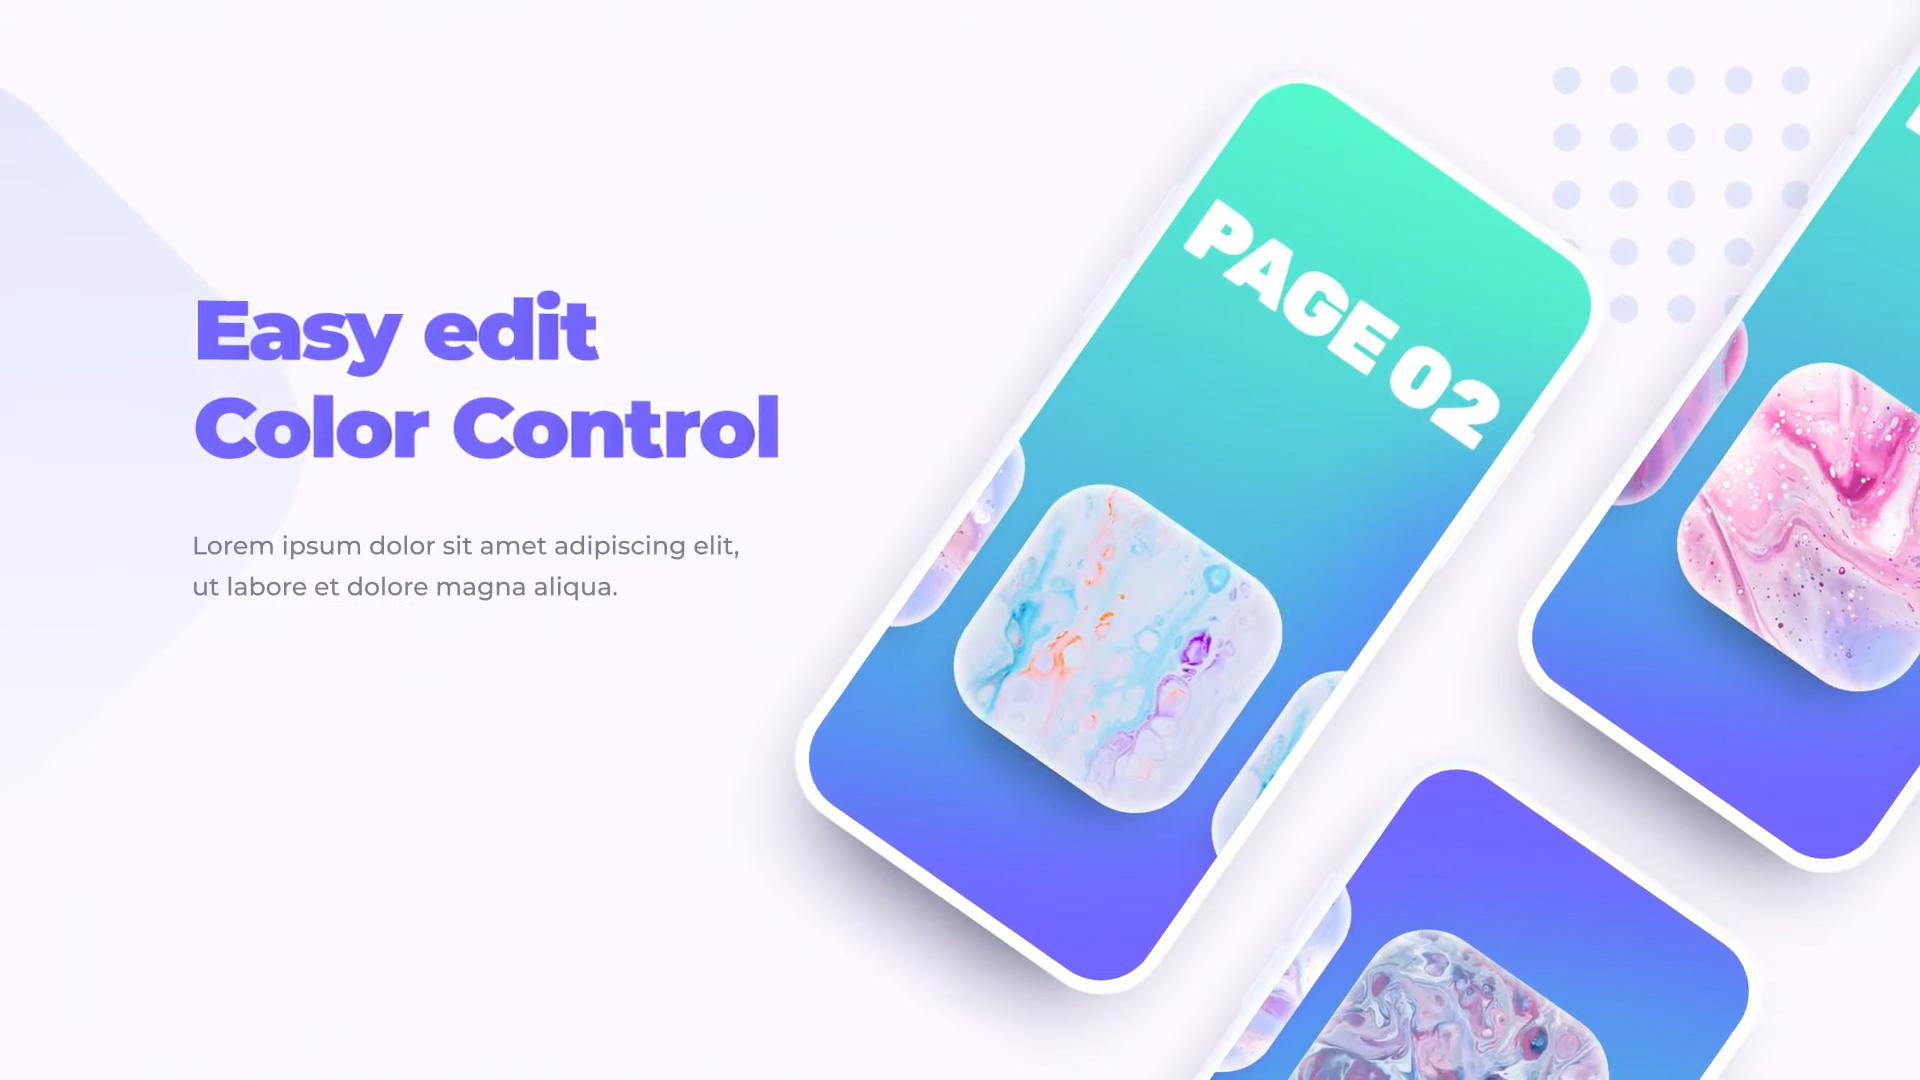 Easy edit
Color Control
Lorem ipsum dolor sit amet adipiscing elit,
ut labore et dolore magna aliqua.
PAGE 02